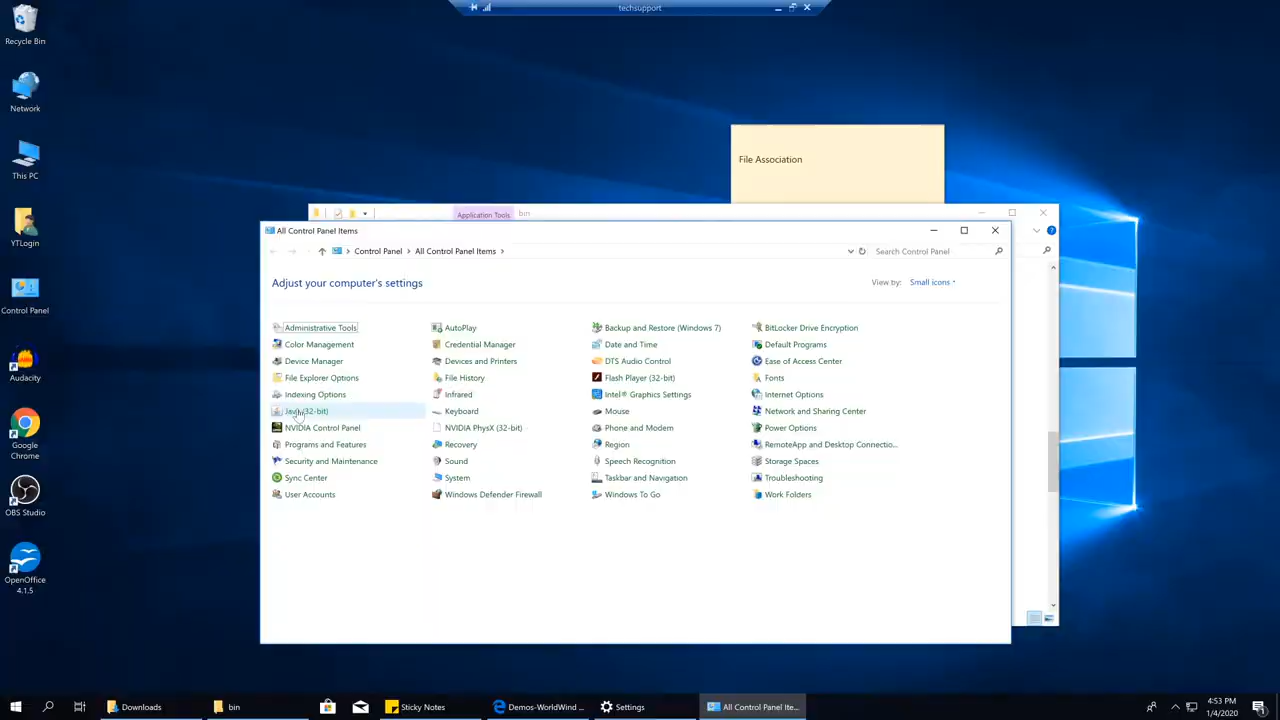 techsupport
Recycle Bin
Network
This PC
YTLogin
Control Panel
Audacity
Google
Chrome
OBS Studio
OpenOffice
4.1.5
File Association
Application Tools
bin
All Control Panel Items
Control Panel
All Control Panel Items
Search Control Panel
Adjust your computer's settings
View by:
Small icons
Administrative Tools
AutoPlay
Backup and Restore (Windows 7)
BitLocker Drive Encryption
Color Management
Credential Manager
Date and Time
Default Programs
Device Manager
Devices and Printers
DTS Audio Control
Ease of Access Center
File Explorer Options
File History
Flash Player (32-bit)
Fonts
Indexing Options
Infrared
Intel® Graphics Settings
Internet Options
Java (32-bit)
Keyboard
Mouse
Network and Sharing Center
NVIDIA Control Panel
NVIDIA PhysX (32-bit)
Phone and Modem
Power Options
Programs and Features
Recovery
Region
RemoteApp and Desktop Connectio...
Security and Maintenance
Sound
Speech Recognition
Storage Spaces
Sync Center
System
Taskbar and Navigation
Troubleshooting
User Accounts
Windows Defender Firewall
Windows To Go
Work Folders
Downloads
bin
Sticky Notes
Demos-WorldWind ...
Settings
All Control Panel Ite...
4:53 PM
1/4/2020